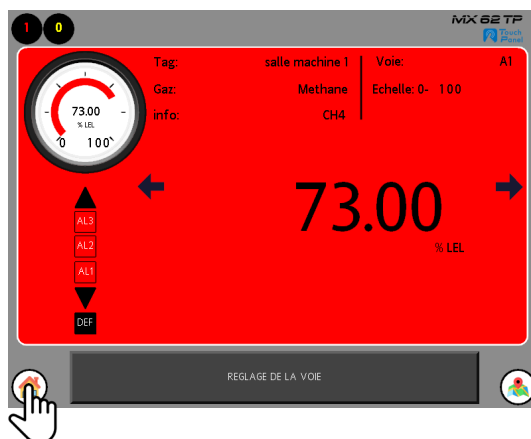 1 0
MX 62 TP
Touch Panel
Tag: salle machine 1 Voie: A1
Gaz: Methane Echelle: 0- 100
info: CH4
73.00
% LEL
0 100
73.00
% LEL
AL3
AL2
AL1
DEF
REGLAGE DE LA VOIE